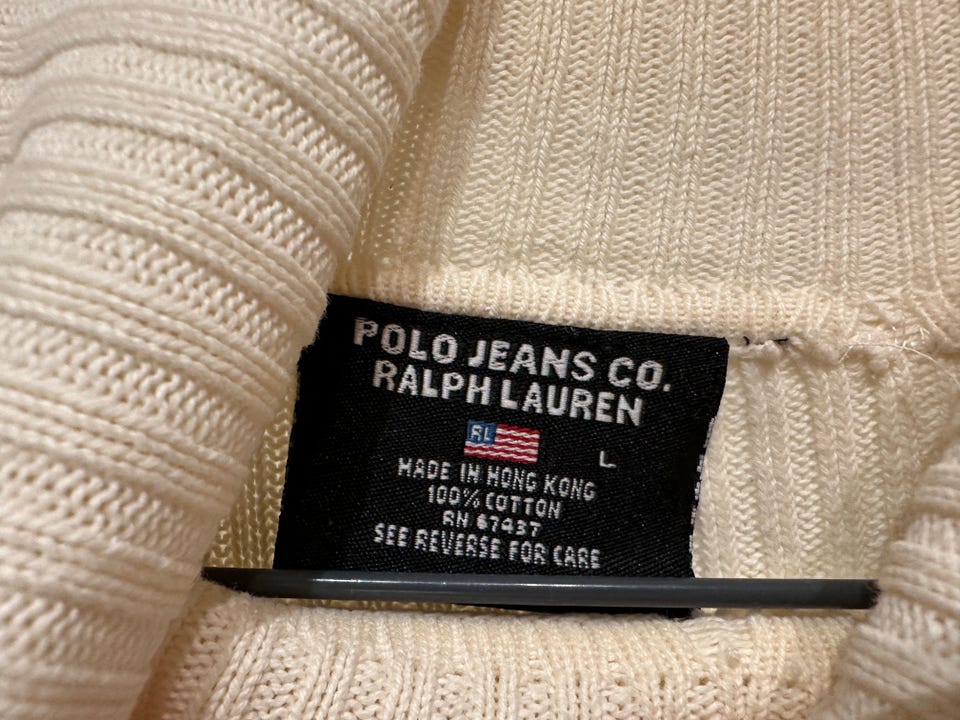 POLO JEANS CO.
RALPH LAUREN
RL
L
MADE IN HONG KONG
100% COTTON
RN 67437
SEE REVERSE FOR CARE